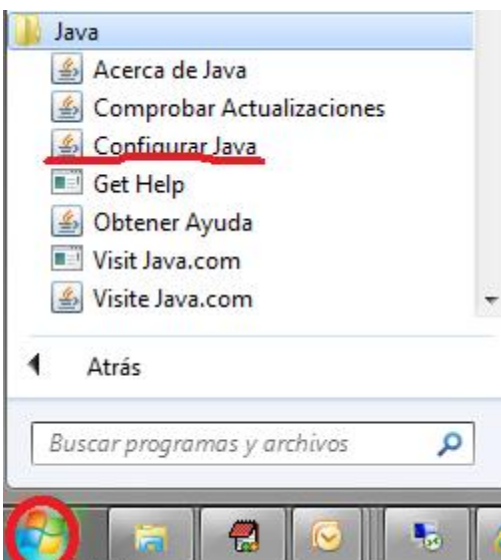 Java
Acerca de Java
Comprobar Actualizaciones
Configurar Java
Get Help
Obtener Ayuda
Visit Java.com
Visite Java.com
Atrás
Buscar programas y archivos